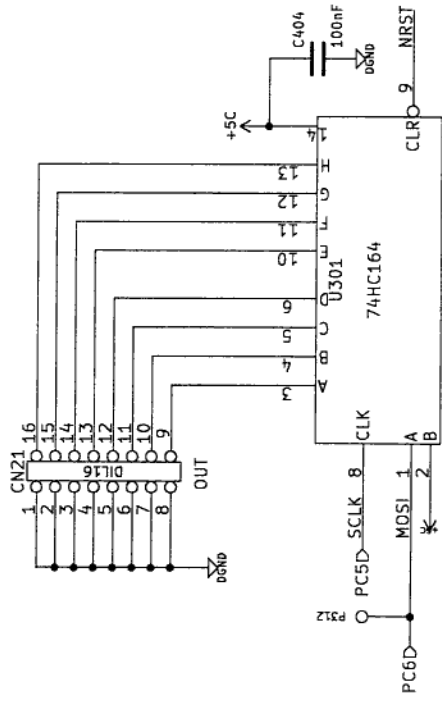 CN21
1 16
2 15
3 14
4 13
5 12
6 11
7 10
8 9
DIL16
OUT
DGND
+5C
C404
100nF
DGND
3 4 5 6 10 11 12 13 14
A B C D E F G H
U301
74HC164
PC5 SCLK 8 CLK
CLR 9 NRST
P312
PC6 MOSI 1 A
2 B